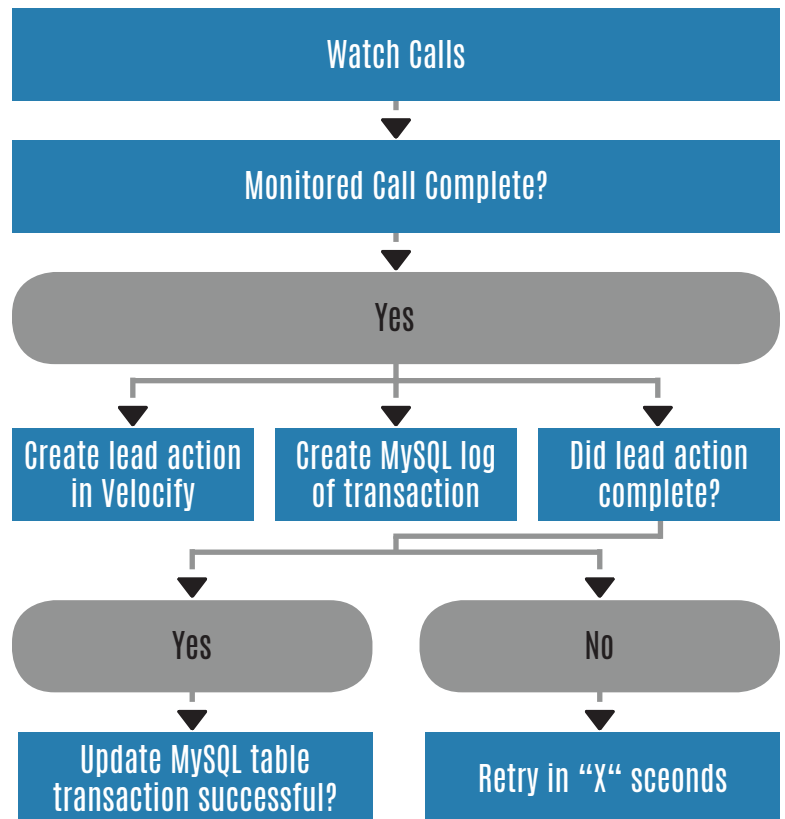 Watch Calls
Monitored Call Complete?
Yes
Create lead action
in Velocify
Create MySQL log
of transaction
Did lead action
complete?
Yes
No
Update MySQL table
transaction successful?
Retry in “X“ sceonds